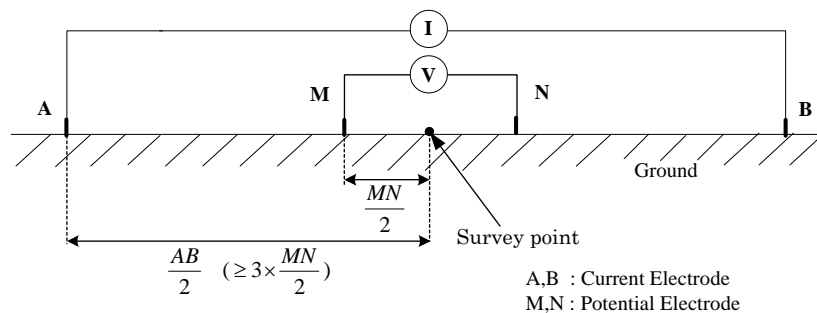 I
V
A
M
N
B
Ground
MN/2
Survey point
AB/2 (≥3×MN/2)
A,B : Current Electrode
M,N : Potential Electrode